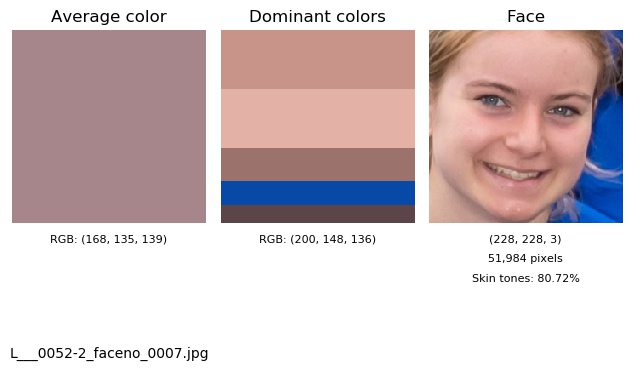 Average color
Dominant colors
Face
RGB: (168, 135, 139)
RGB: (200, 148, 136)
(228, 228, 3)
51,984 pixels
Skin tones: 80.72%
L___0052-2_faceno_0007.jpg